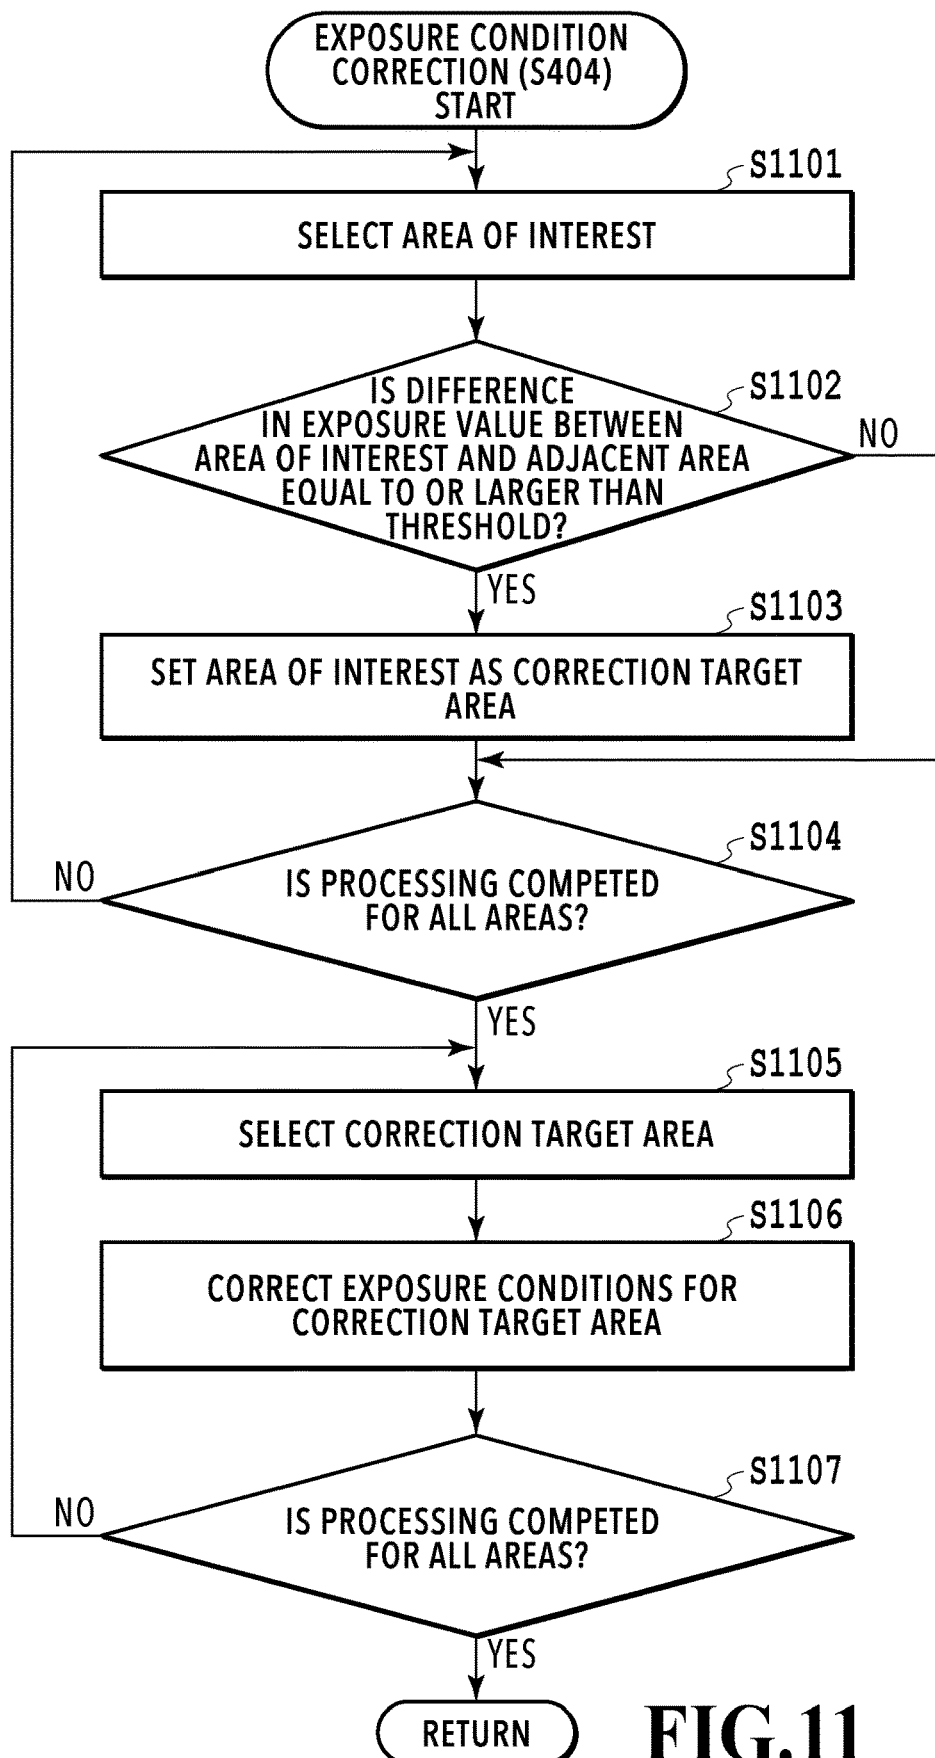 EXPOSURE CONDITION
CORRECTION (S404)
START
S1101
SELECT AREA OF INTEREST
S1102
IS DIFFERENCE
IN EXPOSURE VALUE BETWEEN
AREA OF INTEREST AND ADJACENT AREA
EQUAL TO OR LARGER THAN
THRESHOLD?
NO
YES
S1103
SET AREA OF INTEREST AS CORRECTION TARGET
AREA
S1104
NO
IS PROCESSING COMPETED
FOR ALL AREAS?
YES
S1105
SELECT CORRECTION TARGET AREA
S1106
CORRECT EXPOSURE CONDITIONS FOR
CORRECTION TARGET AREA
S1107
NO
IS PROCESSING COMPETED
FOR ALL AREAS?
YES
RETURN
FIG.11